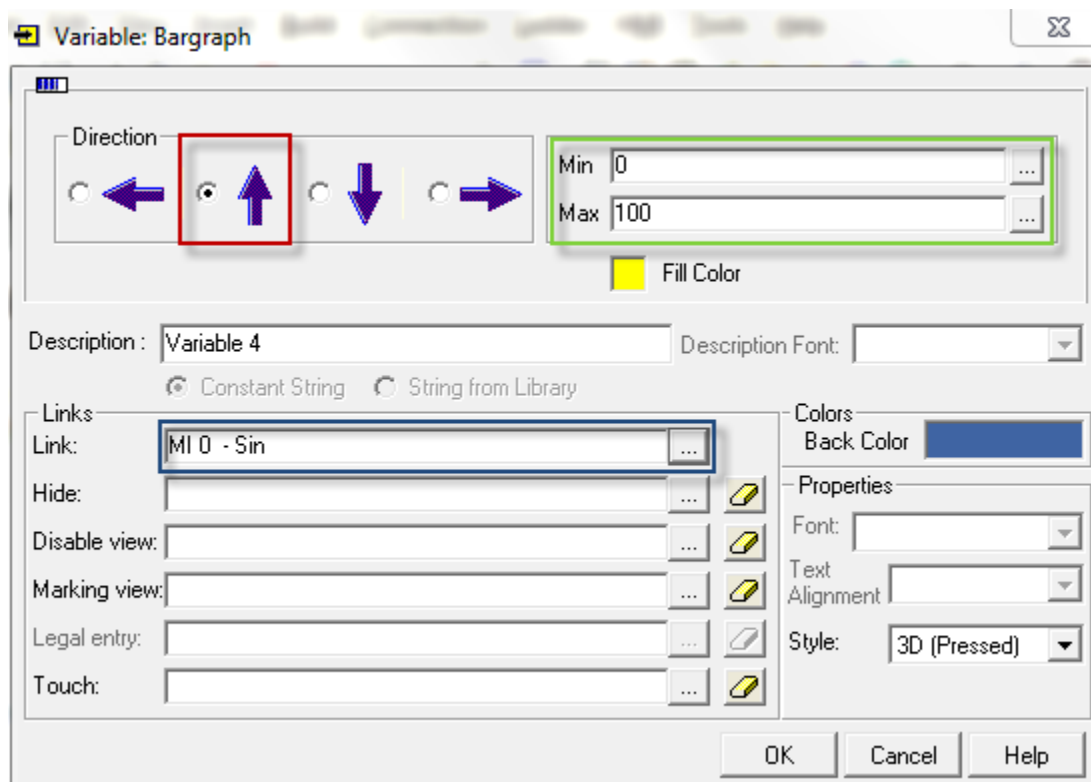 Variable: Bargraph
Direction
Min 0 ...
Max 100 ...
Fill Color
Description : Variable 4
Description Font:
Constant String String from Library
Links
Link: MI 0 - Sin ...
Hide: ...
Disable view: ...
Marking view: ...
Legal entry: ...
Touch: ...
Colors
Back Color
Properties
Font:
Text
Alignment
Style: 3D (Pressed)
OK Cancel Help